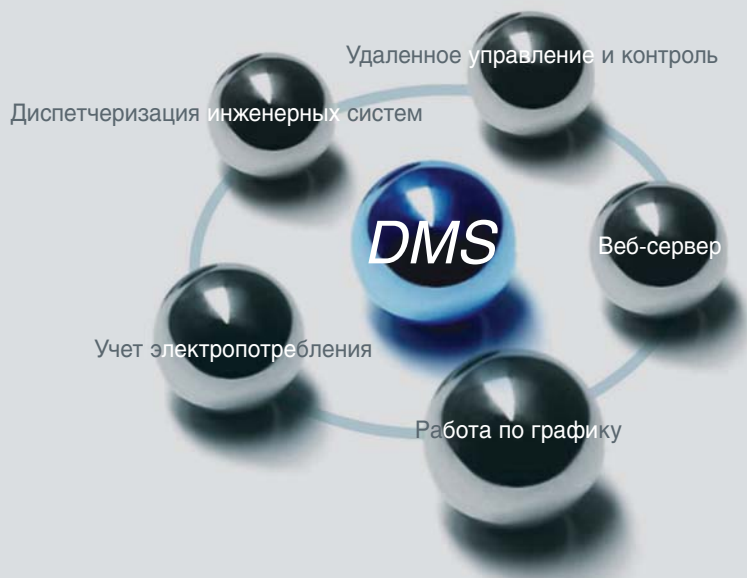 Удаленное управление и контроль
Диспетчеризация инженерных систем
DMS
Веб-сервер
Учет электропотребления
Работа по графику